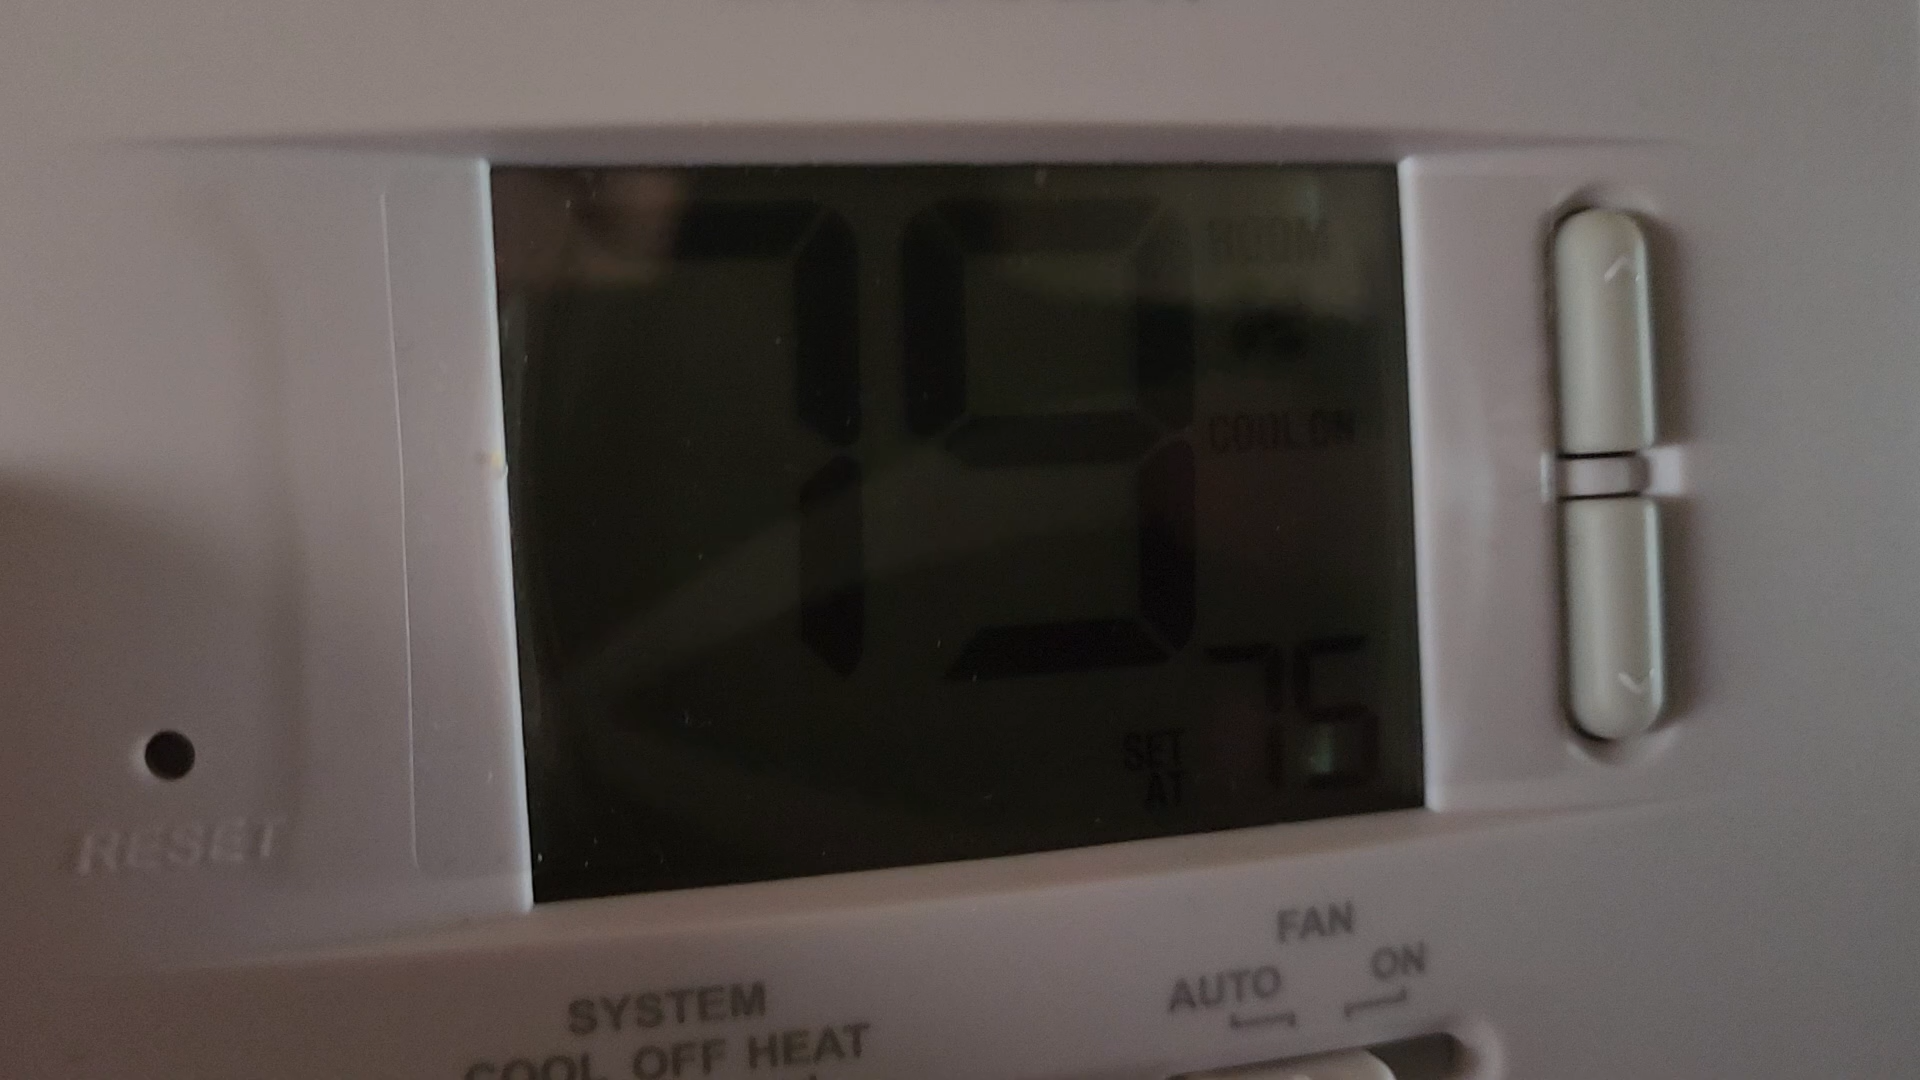 79 ROOM
°F
COOL ON
SET AT 75
RESET
FAN
AUTO ON
SYSTEM
COOL OFF HEAT